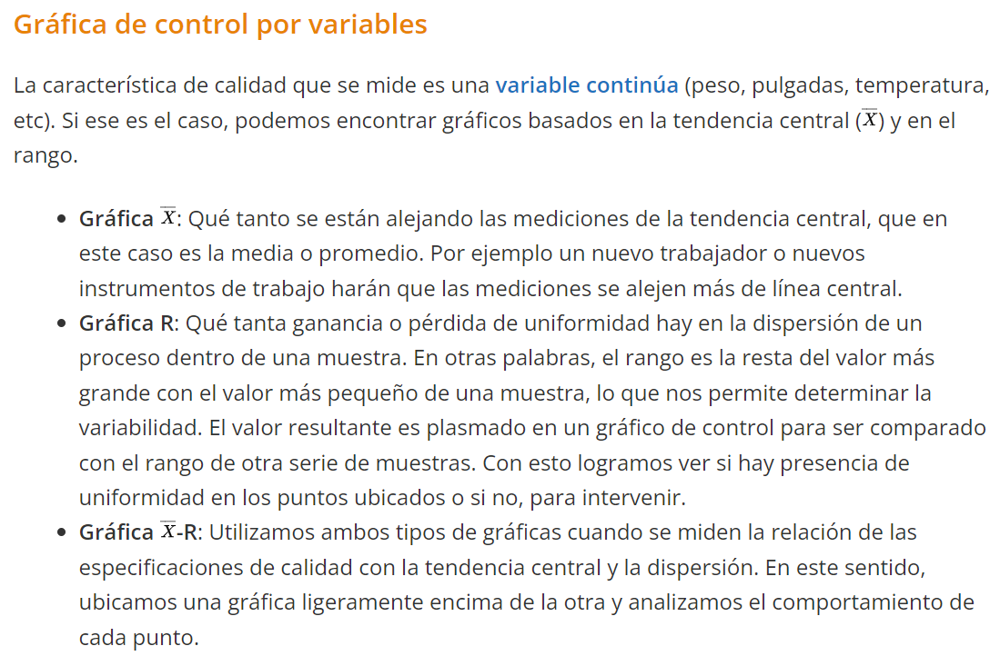 Gráfica de control por variables
La característica de calidad que se mide es una variable continúa (peso, pulgadas, temperatura,
etc). Si ese es el caso, podemos encontrar gráficos basados en la tendencia central (X̅) y en el
rango.
• Gráfica X̅: Qué tanto se están alejando las mediciones de la tendencia central, que en
este caso es la media o promedio. Por ejemplo un nuevo trabajador o nuevos
instrumentos de trabajo harán que las mediciones se alejen más de línea central.
• Gráfica R: Qué tanta ganancia o pérdida de uniformidad hay en la dispersión de un
proceso dentro de una muestra. En otras palabras, el rango es la resta del valor más
grande con el valor más pequeño de una muestra, lo que nos permite determinar la
variabilidad. El valor resultante es plasmado en un gráfico de control para ser comparado
con el rango de otra serie de muestras. Con esto logramos ver si hay presencia de
uniformidad en los puntos ubicados o si no, para intervenir.
• Gráfica X̅-R: Utilizamos ambos tipos de gráficas cuando se miden la relación de las
especificaciones de calidad con la tendencia central y la dispersión. En este sentido,
ubicamos una gráfica ligeramente encima de la otra y analizamos el comportamiento de
cada punto.